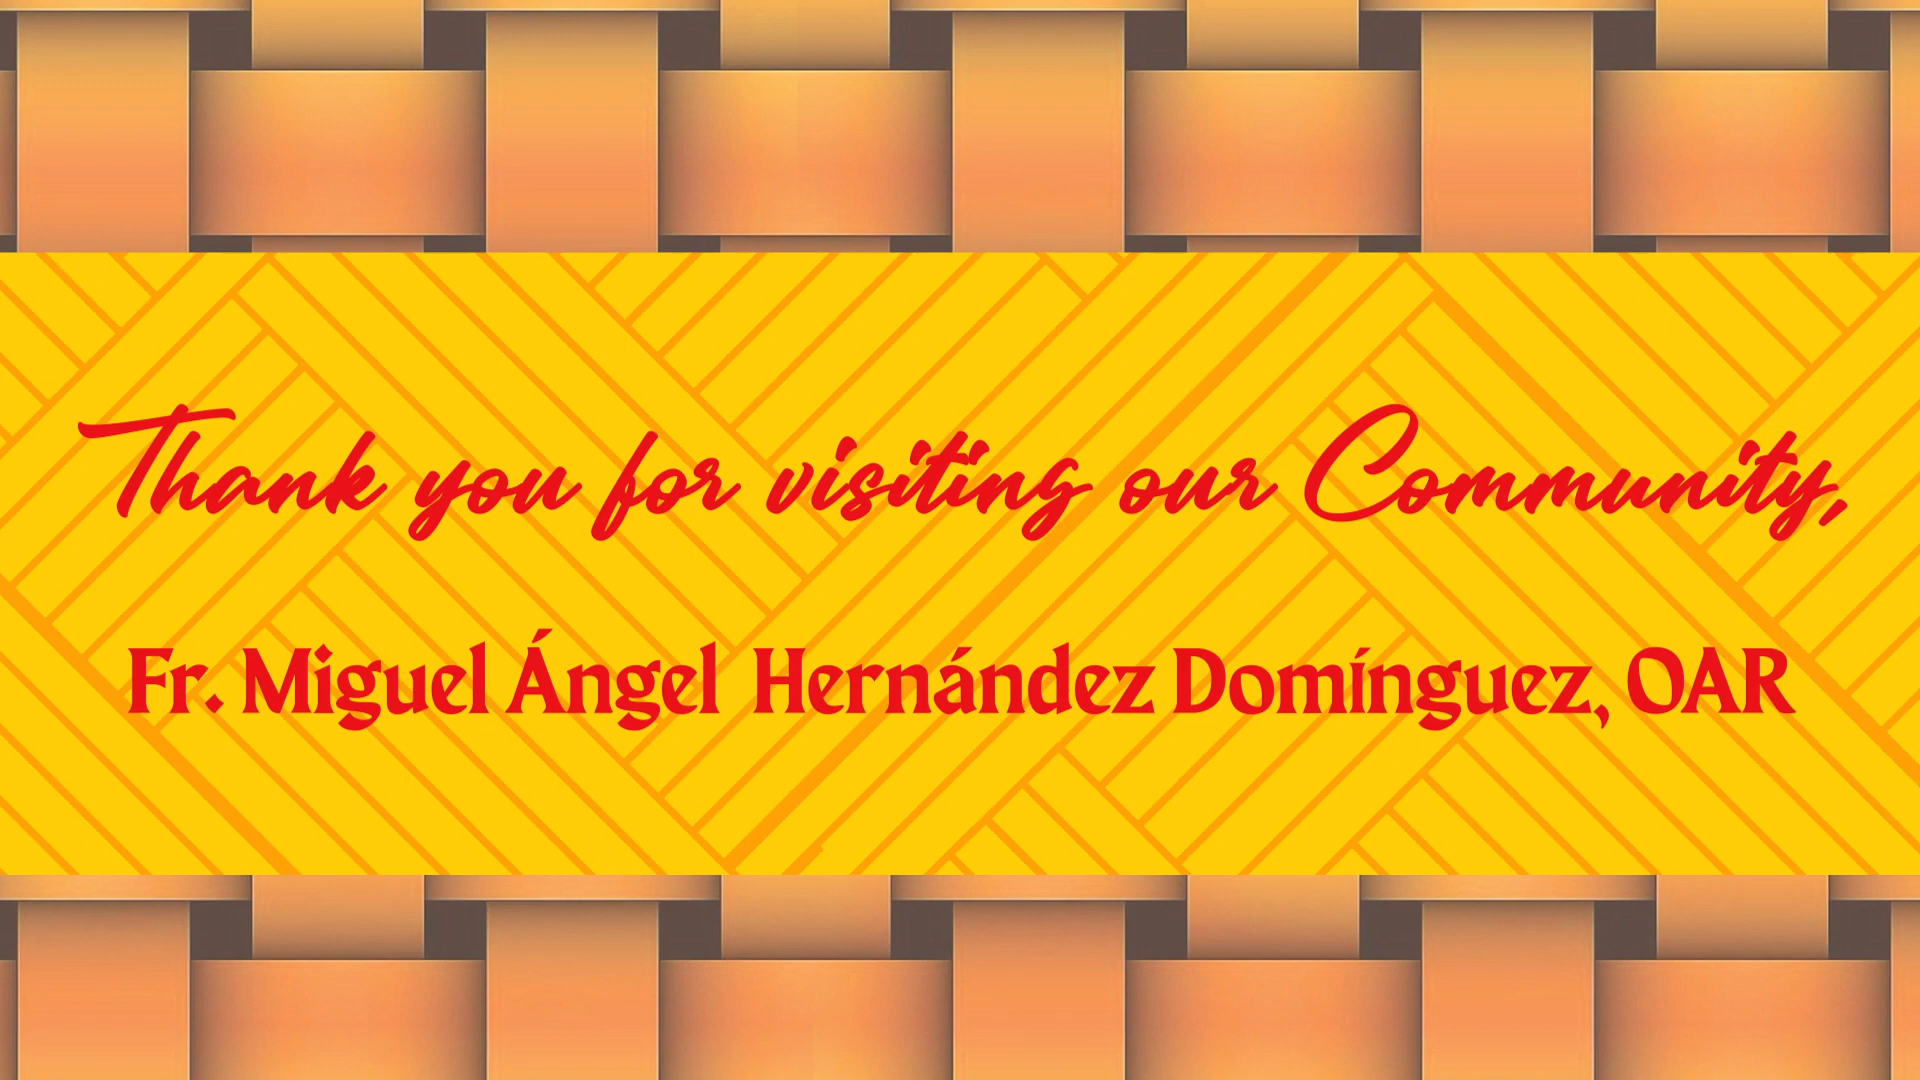 Thank you for visiting our Community,
Fr. Miguel Ángel Hernández Domínguez, OAR